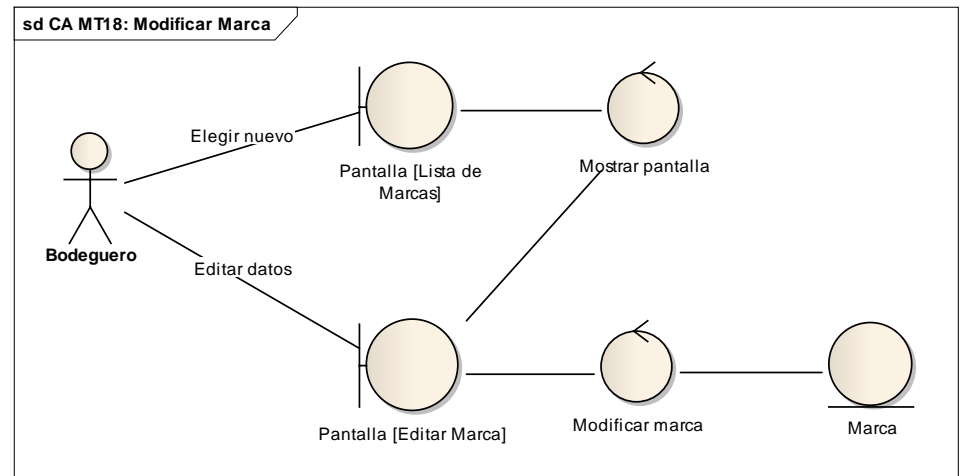 sd CA MT18: Modificar Marca
Elegir nuevo
Pantalla [Lista de
Marcas]
Mostrar pantalla
Bodeguero
Editar datos
Pantalla [Editar Marca]
Modificar marca
Marca